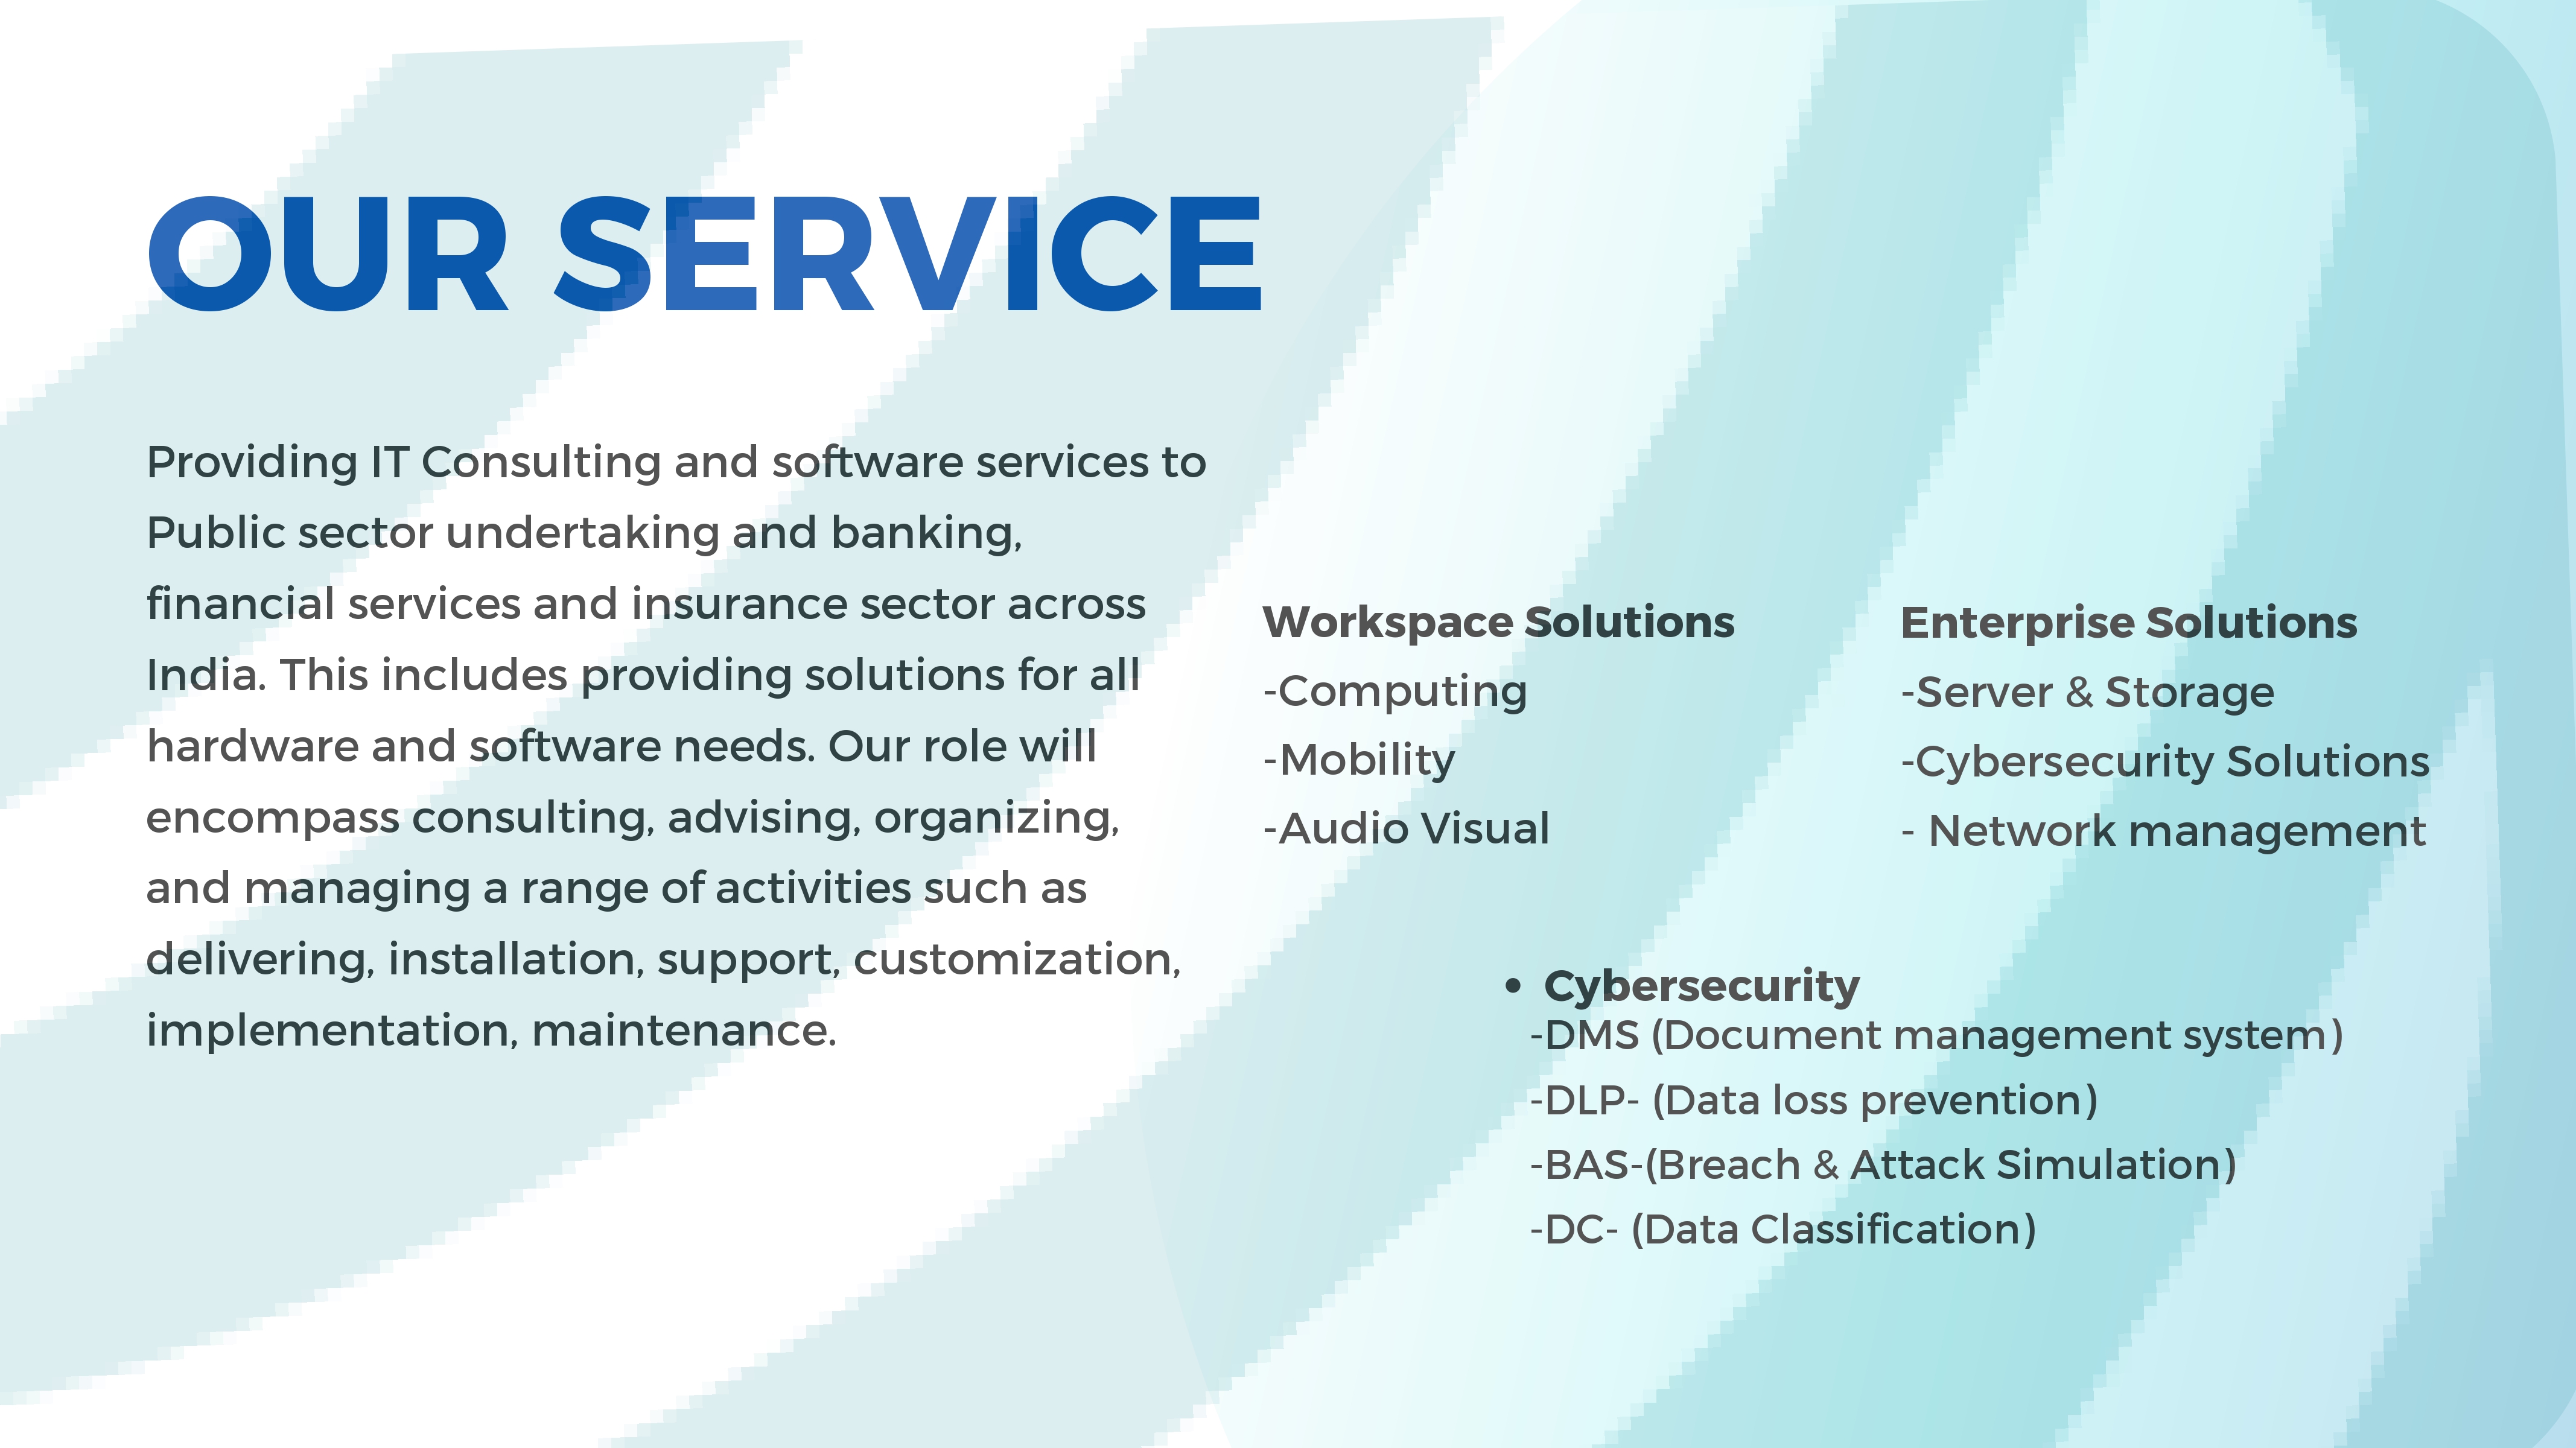 OUR SERVICE
Providing IT Consulting and software services to
Public sector undertaking and banking,
financial services and insurance sector across
India. This includes providing solutions for all
hardware and software needs. Our role will
encompass consulting, advising, organizing,
and managing a range of activities such as
delivering, installation, support, customization,
implementation, maintenance.
Workspace Solutions
-Computing
-Mobility
-Audio Visual
Enterprise Solutions
-Server & Storage
-Cybersecurity Solutions
- Network management
• Cybersecurity
-DMS (Document management system)
-DLP- (Data loss prevention)
-BAS-(Breach & Attack Simulation)
-DC- (Data Classification)